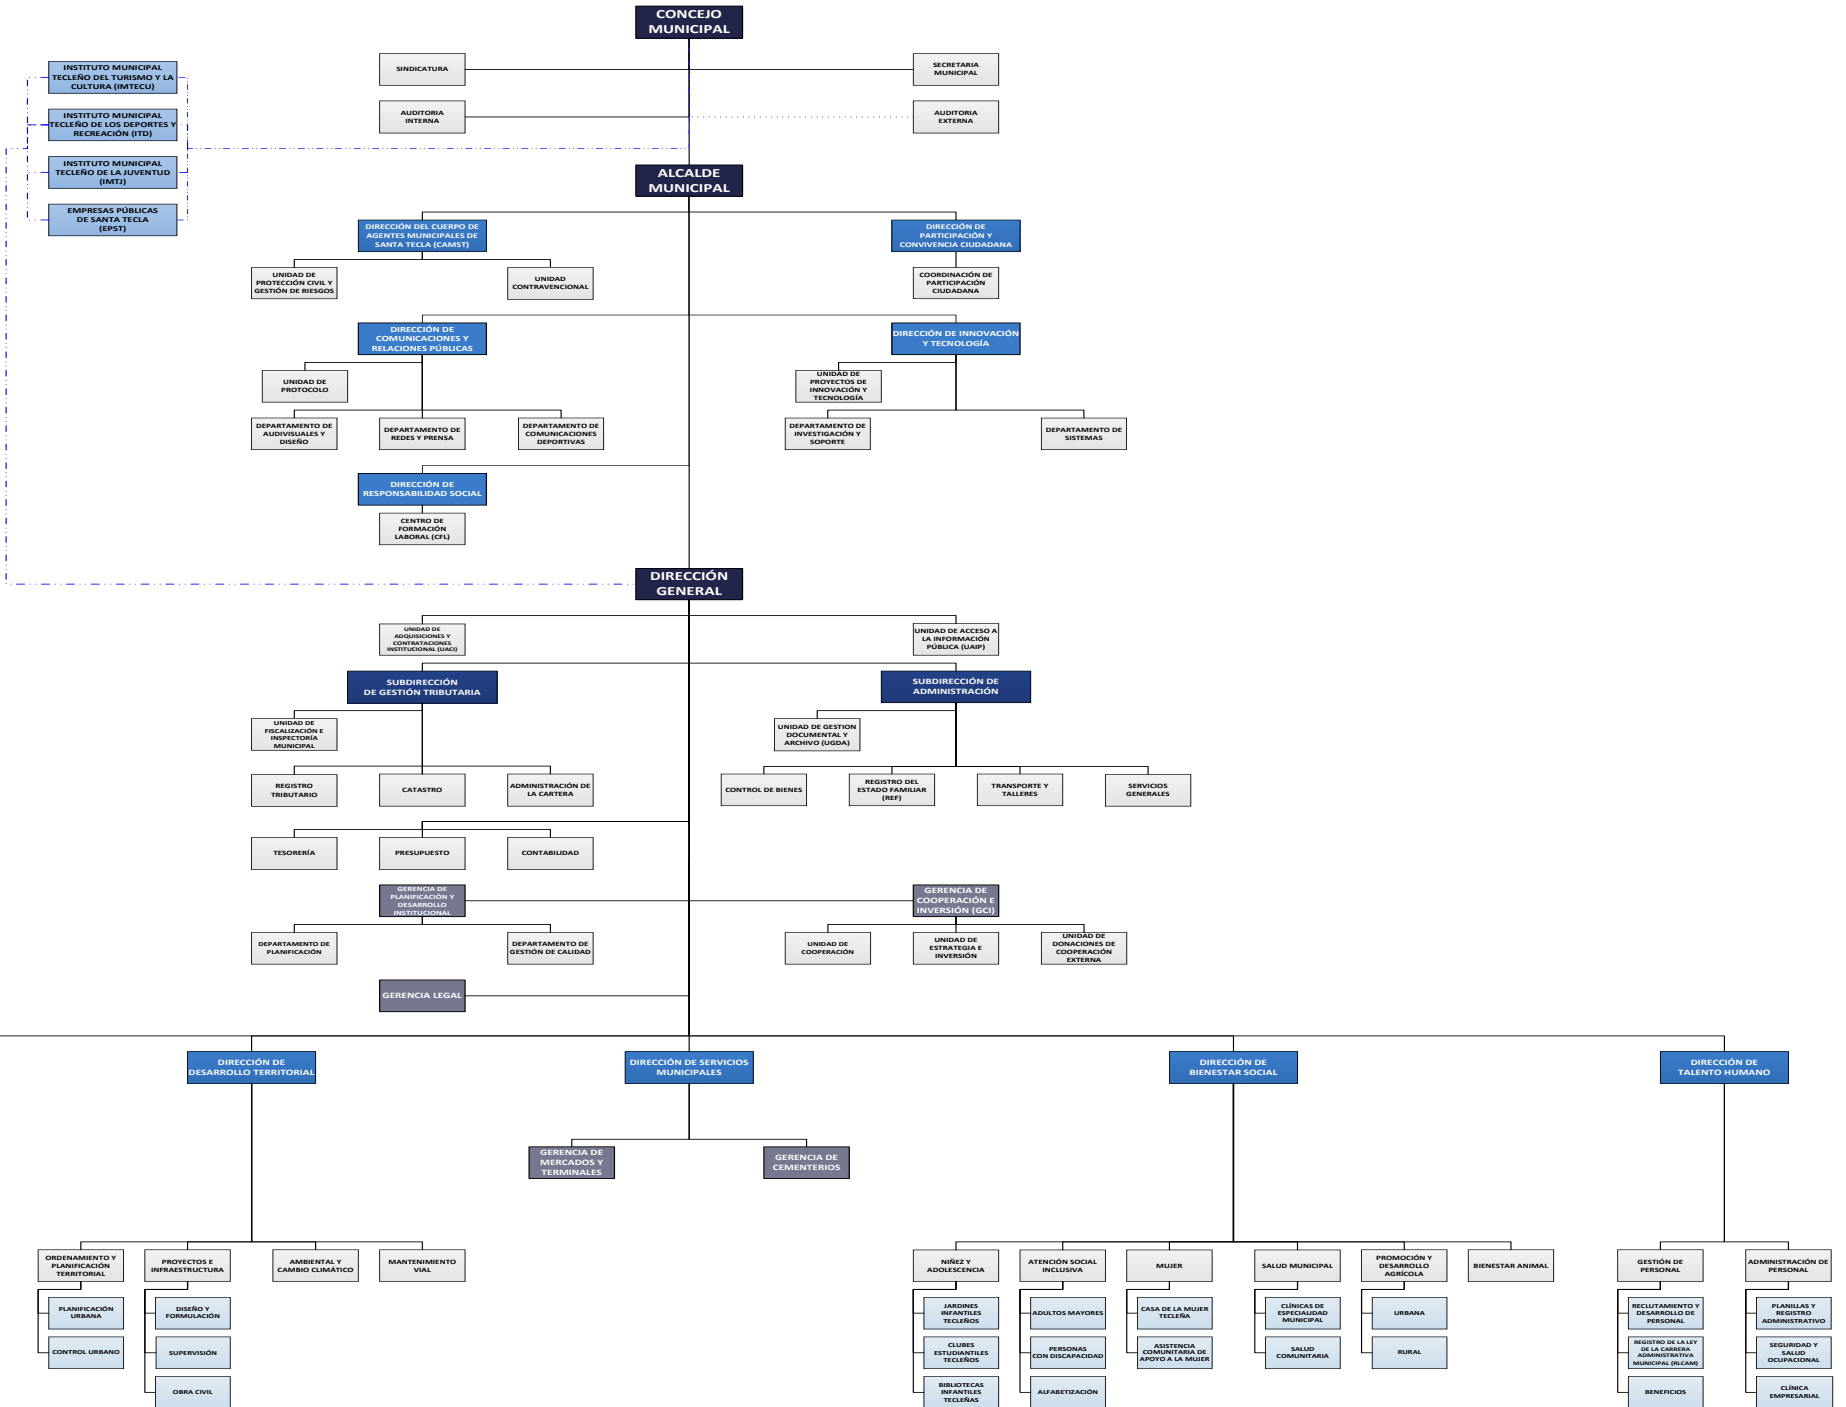 CONCEJO
MUNICIPAL
SINDICATURA
SECRETARIA
MUNICIPAL
AUDITORIA
INTERNA
AUDITORIA
EXTERNA
INSTITUTO MUNICIPAL
TECLEÑO DEL TURISMO Y LA
CULTURA (IMTECU)
INSTITUTO MUNICIPAL
TECLEÑO DE LOS DEPORTES Y
RECREACIÓN (ITD)
INSTITUTO MUNICIPAL
TECLEÑO DE LA JUVENTUD
(IMTJ)
EMPRESAS PÚBLICAS
DE SANTA TECLA
(EPST)
ALCALDE
MUNICIPAL
DIRECCIÓN DEL CUERPO DE
AGENTES MUNICIPALES DE
SANTA TECLA (CAMST)
DIRECCIÓN DE
PARTICIPACIÓN Y
CONVIVENCIA CIUDADANA
UNIDAD DE
PROTECCIÓN CIVIL Y
GESTIÓN DE RIESGOS
UNIDAD
CONTRAVENCIONAL
COORDINACIÓN DE
PARTICIPACIÓN
CIUDADANA
DIRECCIÓN DE
COMUNICACIONES Y
RELACIONES PÚBLICAS
DIRECCIÓN DE INNOVACIÓN
Y TECNOLOGÍA
UNIDAD DE
PROTOCOLO
UNIDAD DE
PROYECTOS DE
INNOVACIÓN Y
TECNOLOGÍA
DEPARTAMENTO DE
AUDIVISUALES Y
DISEÑO
DEPARTAMENTO DE
REDES Y PRENSA
DEPARTAMENTO DE
COMUNICACIONES
DEPORTIVAS
DEPARTAMENTO DE
INVESTIGACIÓN Y
SOPORTE
DEPARTAMENTO DE
SISTEMAS
DIRECCIÓN DE
RESPONSABILIDAD SOCIAL
CENTRO DE
FORMACIÓN
LABORAL (CFL)
DIRECCIÓN
GENERAL
UNIDAD DE
ADQUISICIONES Y
CONTRATACIONES
INSTITUCIONAL (UACI)
UNIDAD DE ACCESO A
LA INFORMACIÓN
PÚBLICA (UAIP)
SUBDIRECCIÓN
DE GESTIÓN TRIBUTARIA
SUBDIRECCIÓN DE
ADMINISTRACIÓN
UNIDAD DE
FISCALIZACIÓN E
INSPECTORÍA
MUNICIPAL
UNIDAD DE GESTION
DOCUMENTAL Y
ARCHIVO (UGDA)
REGISTRO
TRIBUTARIO
CATASTRO
ADMINISTRACIÓN DE
LA CARTERA
CONTROL DE BIENES
REGISTRO DEL
ESTADO FAMILIAR
(REF)
TRANSPORTE Y
TALLERES
SERVICIOS
GENERALES
TESORERÍA
PRESUPUESTO
CONTABILIDAD
GERENCIA DE
PLANIFICACIÓN Y
DESARROLLO
INSTITUCIONAL
GERENCIA DE
COOPERACIÓN E
INVERSIÓN (GCI)
DEPARTAMENTO DE
PLANIFICACIÓN
DEPARTAMENTO DE
GESTIÓN DE CALIDAD
UNIDAD DE
COOPERACIÓN
UNIDAD DE
ESTRATEGIA E
INVERSIÓN
UNIDAD DE
DONACIONES DE
COOPERACIÓN
EXTERNA
GERENCIA LEGAL
DIRECCIÓN DE
DESARROLLO TERRITORIAL
DIRECCIÓN DE SERVICIOS
MUNICIPALES
DIRECCIÓN DE
BIENESTAR SOCIAL
DIRECCIÓN DE
TALENTO HUMANO
GERENCIA DE
MERCADOS Y
TERMINALES
GERENCIA DE
CEMENTERIOS
ORDENAMIENTO Y
PLANIFICACIÓN
TERRITORIAL
PROYECTOS E
INFRAESTRUCTURA
AMBIENTAL Y
CAMBIO CLIMÁTICO
MANTENIMIENTO
VIAL
NIÑEZ Y
ADOLESCENCIA
ATENCIÓN SOCIAL
INCLUSIVA
MUJER
SALUD MUNICIPAL
PROMOCIÓN Y
DESARROLLO
AGRÍCOLA
BIENESTAR ANIMAL
GESTIÓN DE
PERSONAL
ADMINISTRACIÓN DE
PERSONAL
PLANIFICACIÓN
URBANA
DISEÑO Y
FORMULACIÓN
JARDINES
INFANTILES
TECLEÑOS
ADULTOS MAYORES
CASA DE LA MUJER
TECLEÑA
CLÍNICAS DE
ESPECIALIDAD
MUNICIPAL
URBANA
RECLUTAMIENTO Y
DESARROLLO DE
PERSONAL
PLANILLAS Y
REGISTRO
ADMINISTRATIVO
CONTROL URBANO
SUPERVISIÓN
CLUBES
ESTUDIANTILES
TECLEÑOS
PERSONAS
CON DISCAPACIDAD
ASISTENCIA
COMUNITARIA DE
APOYO A LA MUJER
SALUD
COMUNITARIA
RURAL
REGISTRO DE LA LEY
DE LA CARRERA
ADMINISTRATIVA
MUNICIPAL (RLCAM)
SEGURIDAD Y
SALUD
OCUPACIONAL
OBRA CIVIL
BIBLIOTECAS
INFANTILES
TECLEÑAS
ALFABETIZACIÓN
BENEFICIOS
CLÍNICA
EMPRESARIAL